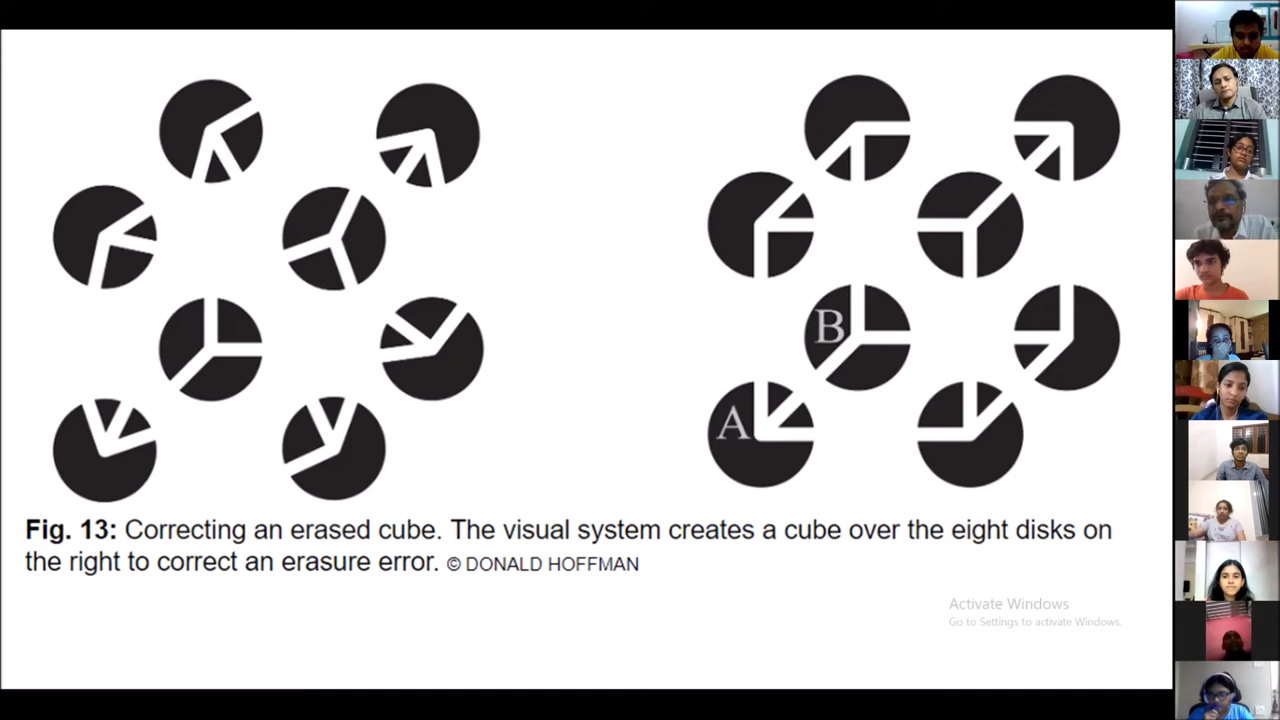 B
A
Fig. 13: Correcting an erased cube. The visual system creates a cube over the eight disks on
the right to correct an erasure error. © DONALD HOFFMAN
Activate Windows
Go to Settings to activate Windows.